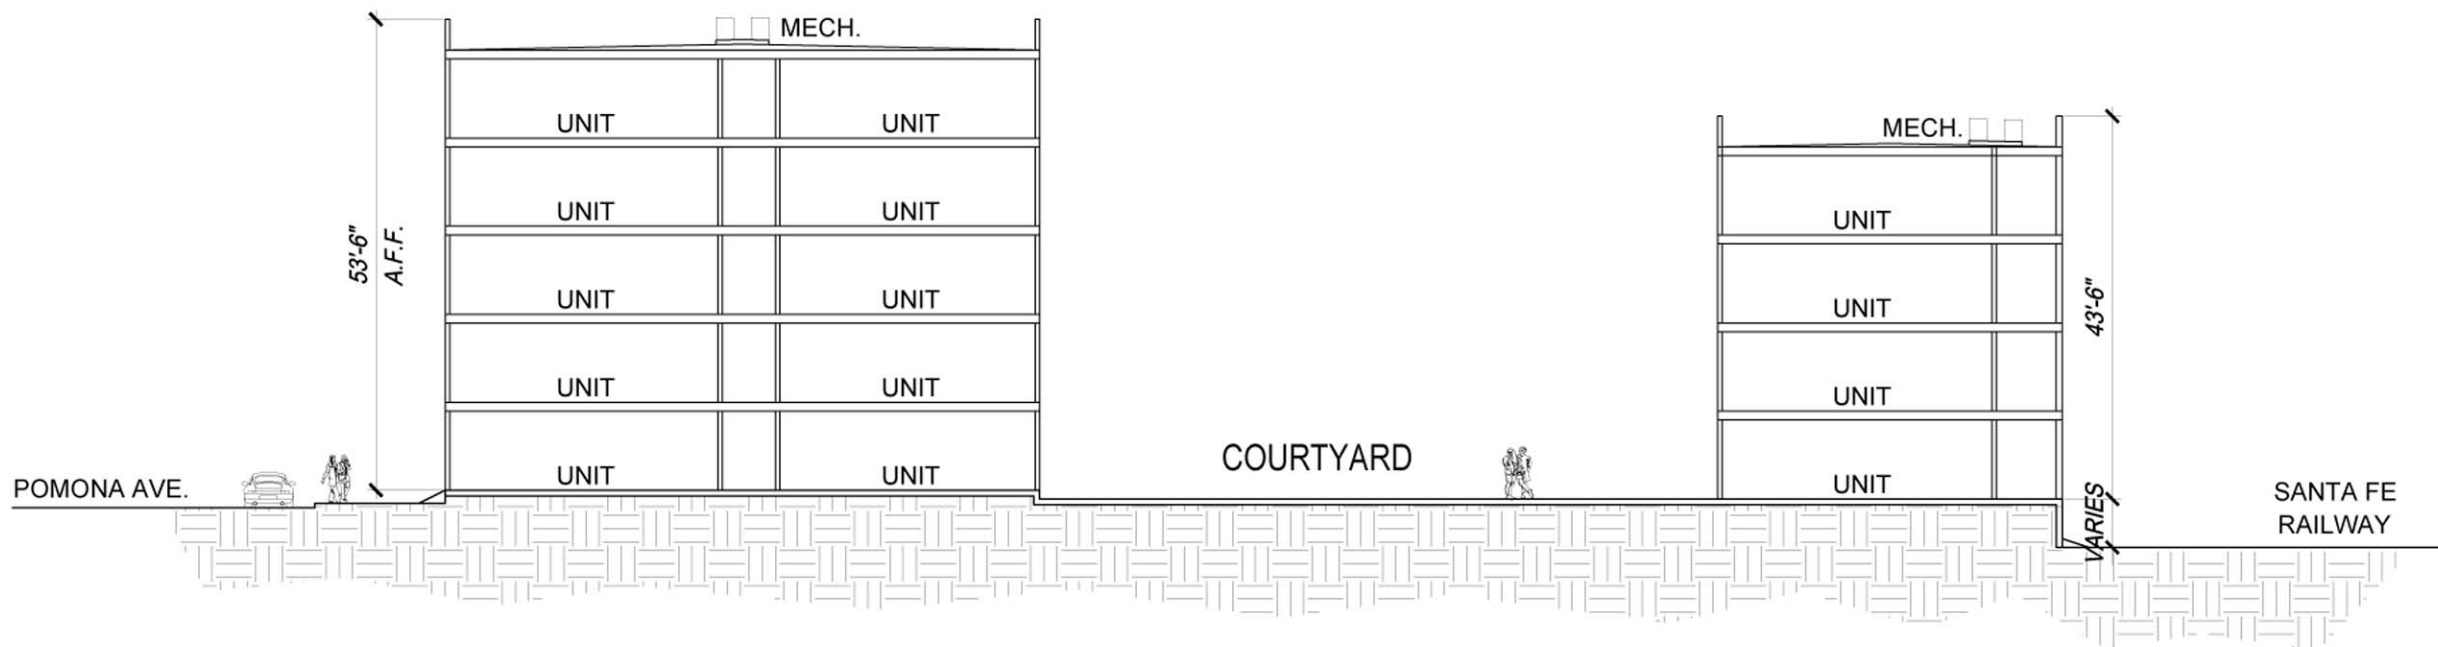 MECH.
UNIT UNIT
UNIT UNIT
UNIT UNIT
UNIT UNIT
UNIT UNIT
53'-6"
A.F.F.
POMONA AVE.
COURTYARD
MECH.
UNIT
UNIT
UNIT
UNIT
43'-6"
VARIES
SANTA FE
RAILWAY